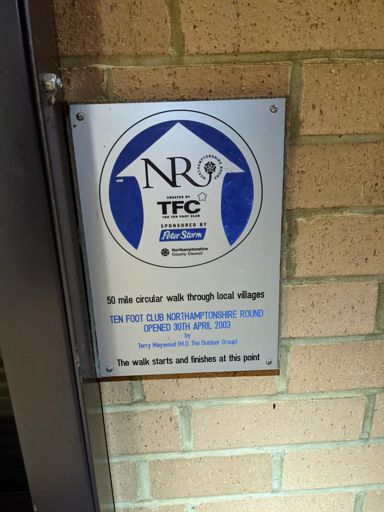 NR
NORTHAMPTONSHIRE ROUND
CREATED BY
TFC
THE TEN FOOT CLUB
SPONSORED BY
Peter Storm
Northamptonshire
County Council
50 mile circular walk through local villages
TEN FOOT CLUB NORTHAMPTONSHIRE ROUND
OPENED 30TH APRIL 2003
by
Terry Maywood (M.D. The Outdoor Group)
The walk starts and finishes at this point